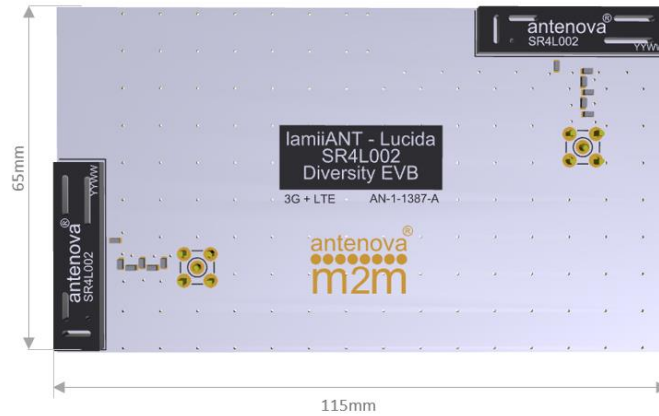 antenova®
SR4L002
YYWW
65mm
lamiiANT - Lucida
SR4L002
Diversity EVB
3G + LTE AN-1-1387-A
YYWW
antenova®
SR4L002
antenova®
m2m
115mm